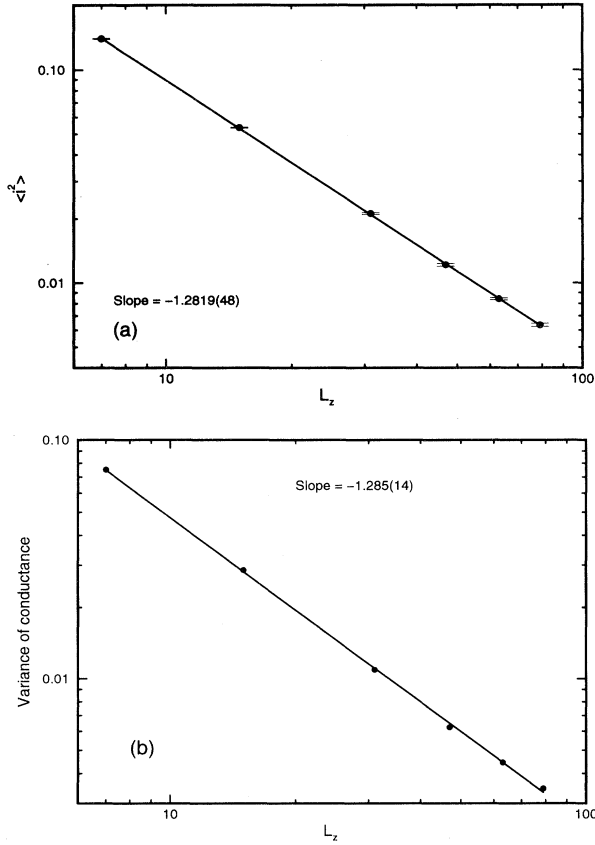 0.10
<i²>
0.01
Slope = −1.2819(48)
(a)
10
100
L_z
0.10
Slope = −1.285(14)
Variance of conductance
0.01
(b)
10
100
L_z